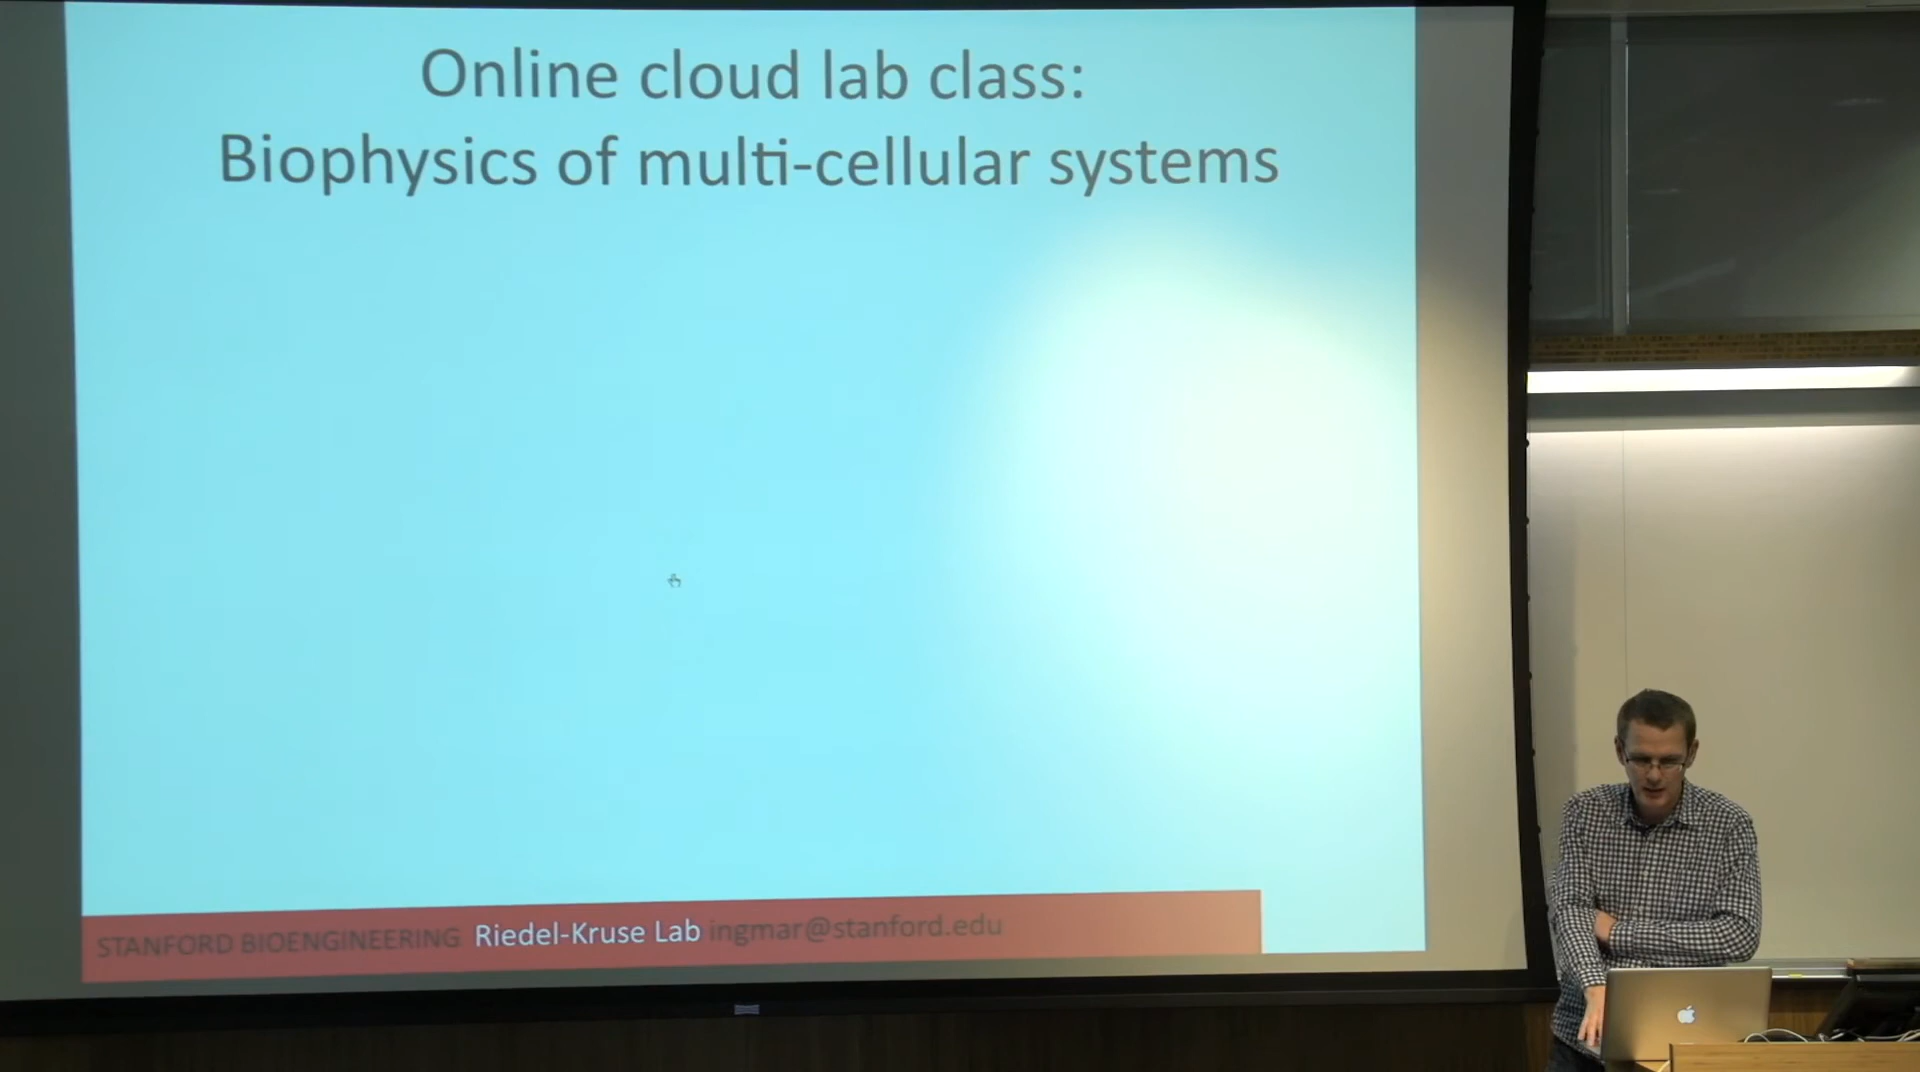 Online cloud lab class:
Biophysics of multi-cellular systems
STANFORD BIOENGINEERING Riedel-Kruse Lab ingmar@stanford.edu